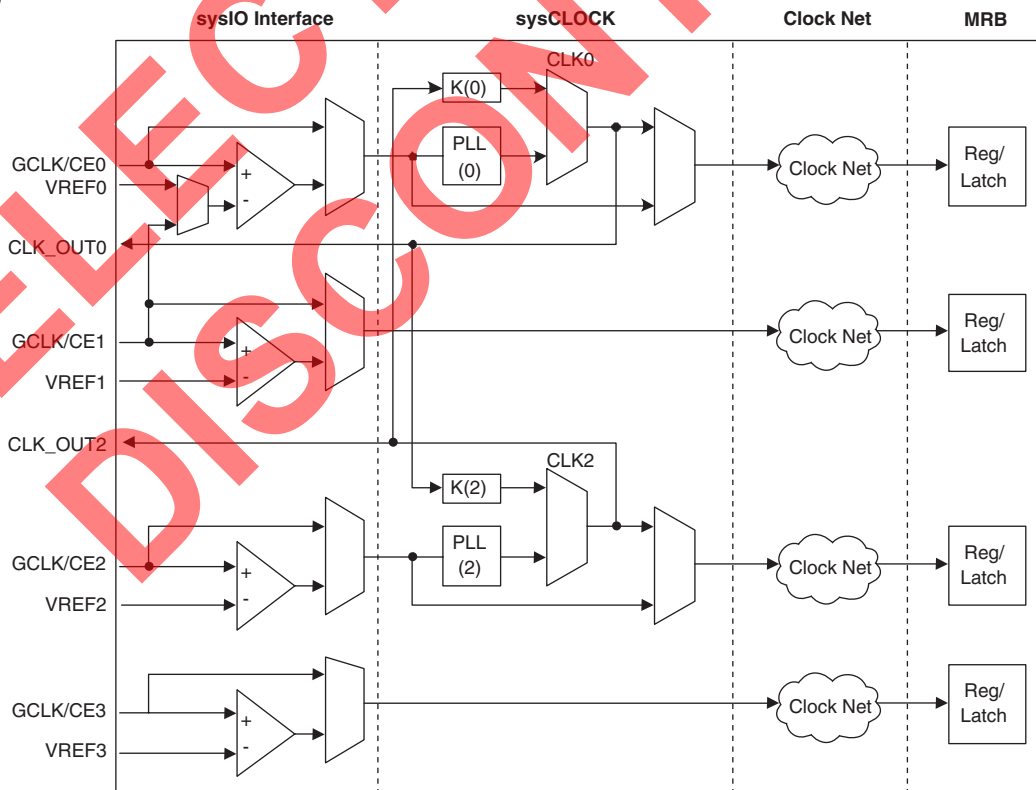 sysIO Interface
sysCLOCK
Clock Net
MRB
CLK0
K(0)
PLL
(0)
GCLK/CE0
VREF0
+
-
Clock Net
Reg/
Latch
CLK_OUT0
GCLK/CE1
VREF1
+
-
Clock Net
Reg/
Latch
CLK_OUT2
CLK2
K(2)
PLL
(2)
GCLK/CE2
VREF2
+
-
Clock Net
Reg/
Latch
GCLK/CE3
VREF3
+
-
Clock Net
Reg/
Latch